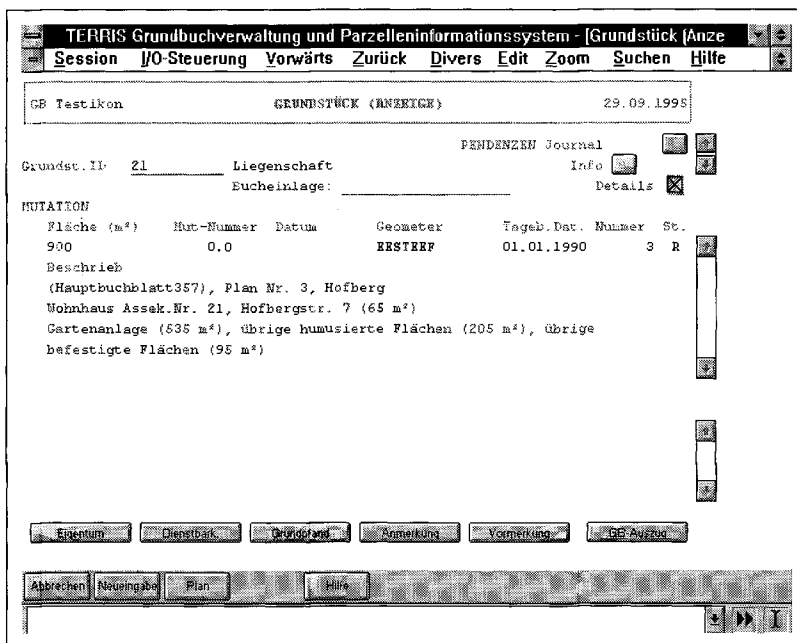 TERRIS Grundbuchverwaltung und Parzelleninformationssystem - [Grundstück (Anze
Session I/O-Steuerung Vorwärts Zurück Divers Edit Zoom Suchen Hilfe
GB Testikon GRUNDSTÜCK (ANZEIGE) 29.09.1995
PENDENZEN Journal
Grundst.ID 21 Liegenschaft Info
Bucheinlage: Details
MUTATION
Fläche (m²) Mut-Nummer Datum Geometer Tageb.Dat. Nummer St.
900 0.0 01.01.1990 3 R
Beschrieb
(Hauptbuchblatt357), Plan Nr. 3, Hofberg
Wohnhaus Assek.Nr. 21, Hofbergstr. 7 (65 m²)
Gartenanlage (535 m²), übrige humusierte Flächen (205 m²), übrige
befestigte Flächen (95 m²)
Eigentum Dienstbark. Grundpfand Anmerkung Vormerkung GB Auszug
Abbrechen Neueingabe Plan Hilfe